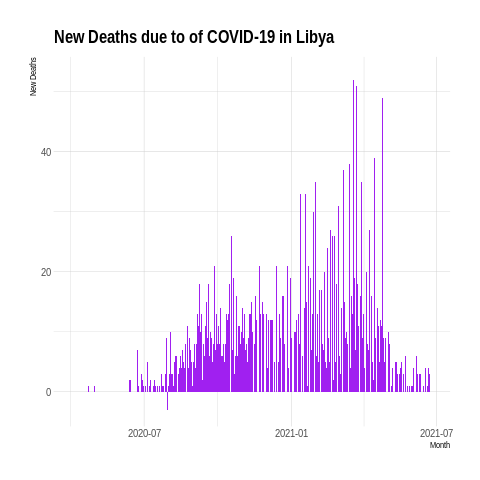 New Deaths due to of COVID-19 in Libya
New Deaths
40
20
0
2020-07
2021-01
2021-07
Month